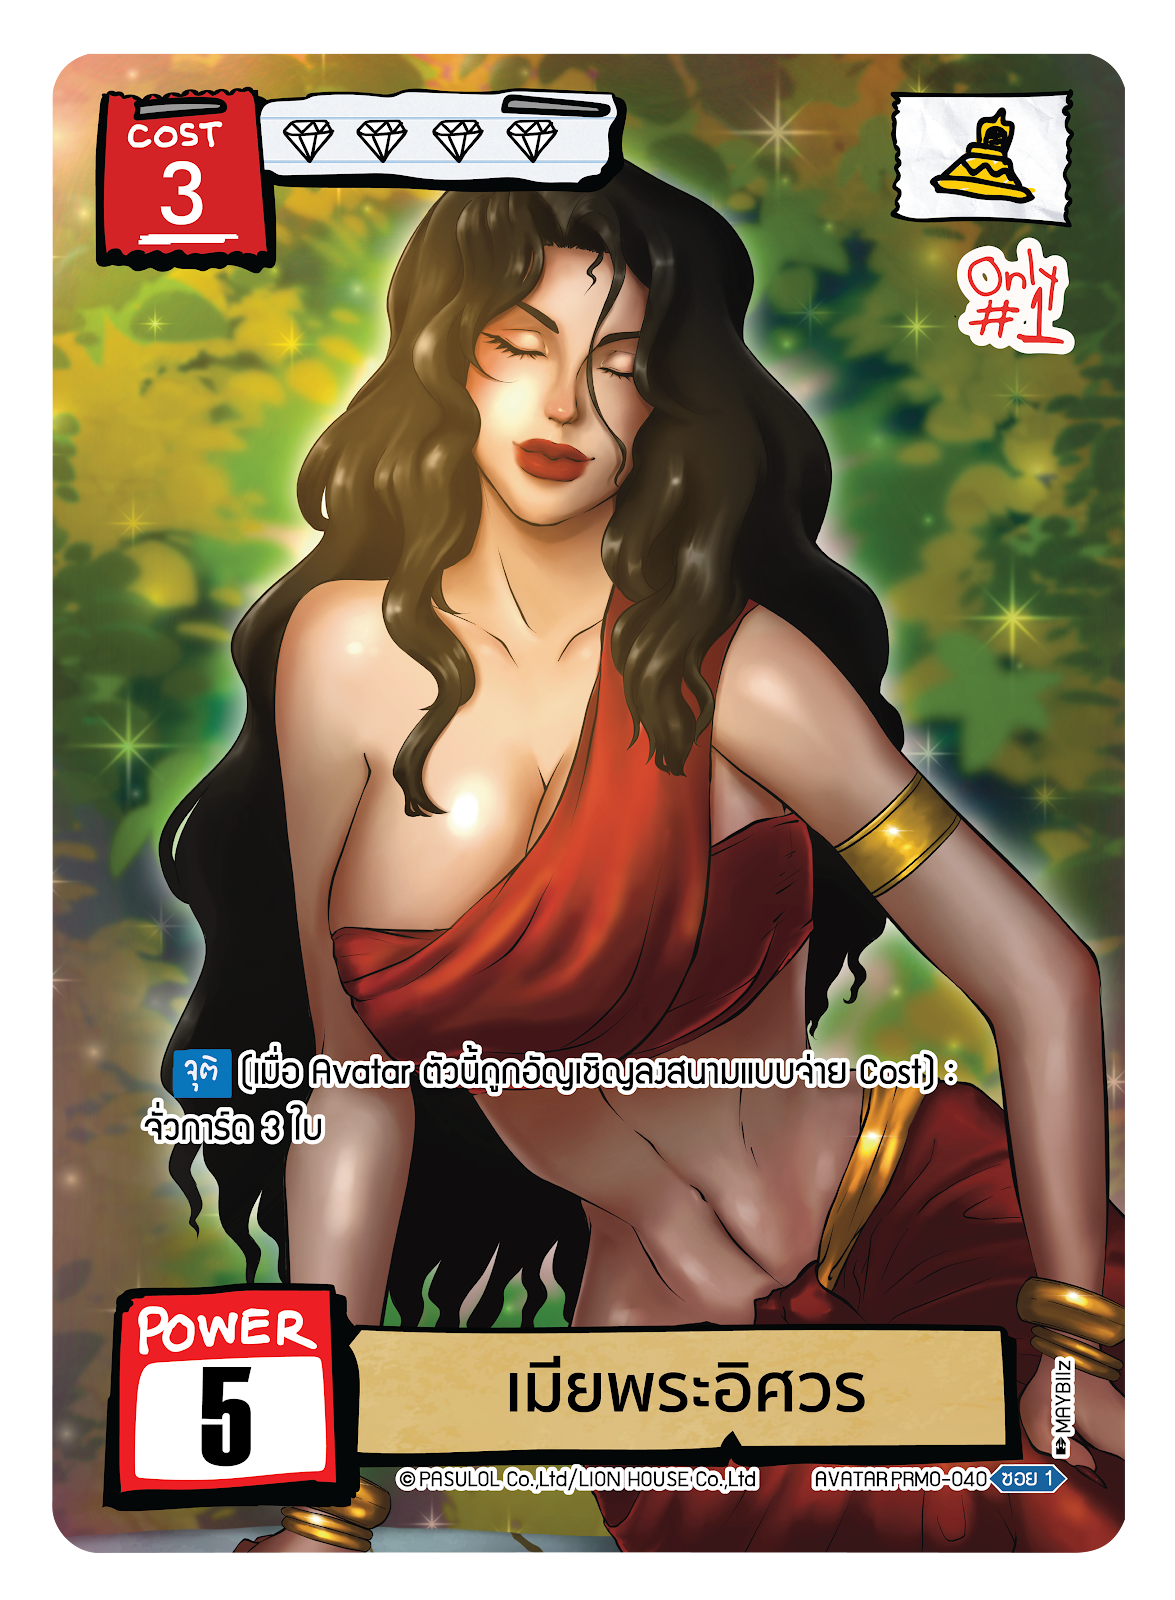 COST
3
Only
#1
จุติ (เมื่อ Avatar ตัวนี้ถูกอัญเชิญลงสนามแบบจ่าย Cost) :
จั่วการ์ด 3 ใบ
POWER
5
เมียพระอิศวร
MAYBllz
© PASULOL Co.,Ltd/LION HOUSE Co.,Ltd
AVATAR PRMO-040 ซอย 1